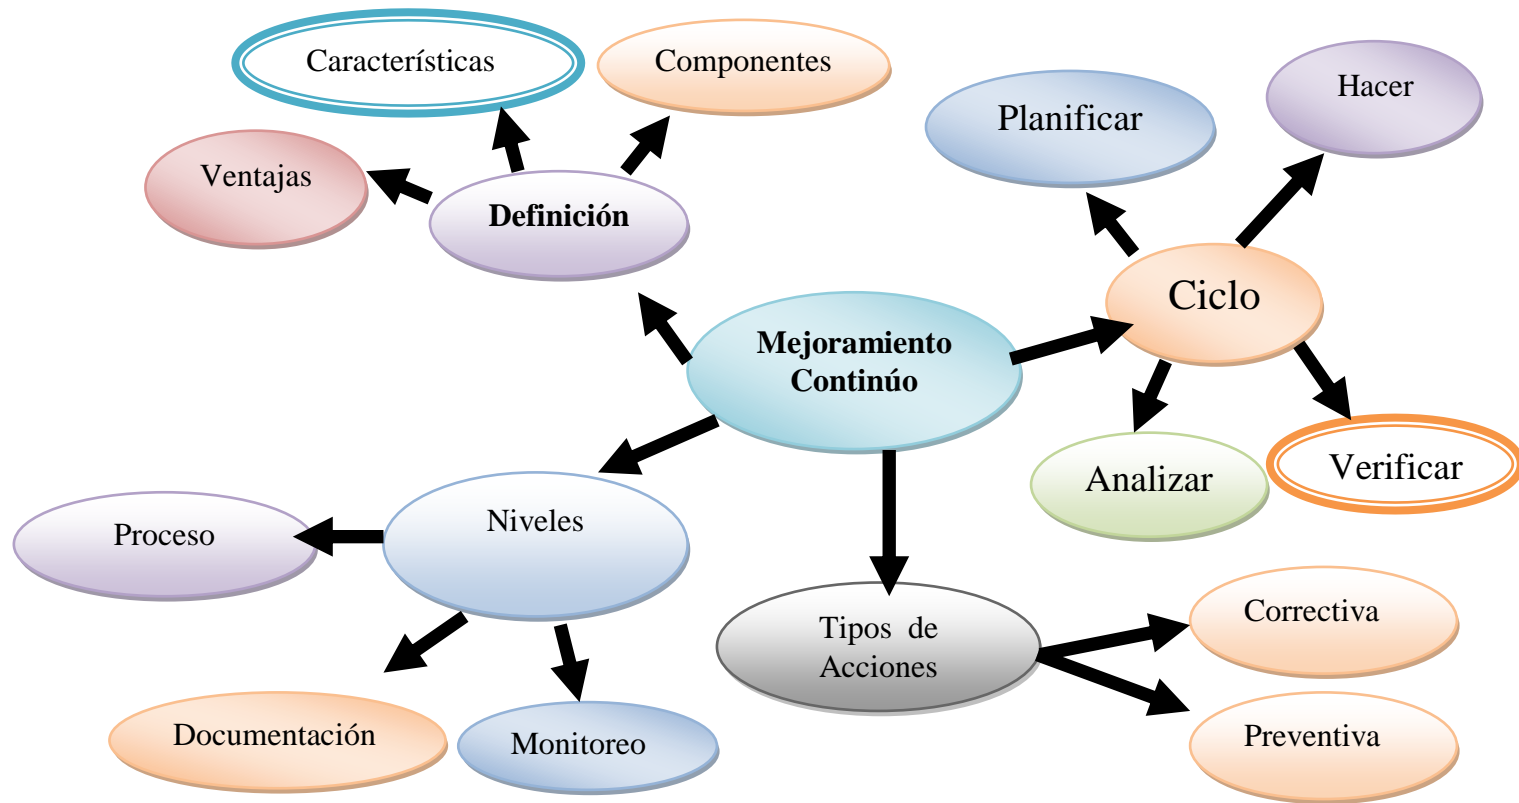 Características
Componentes
Ventajas
Definición
Planificar
Hacer
Ciclo
Mejoramiento
Continúo
Analizar
Verificar
Niveles
Proceso
Documentación
Monitoreo
Tipos de
Acciones
Correctiva
Preventiva